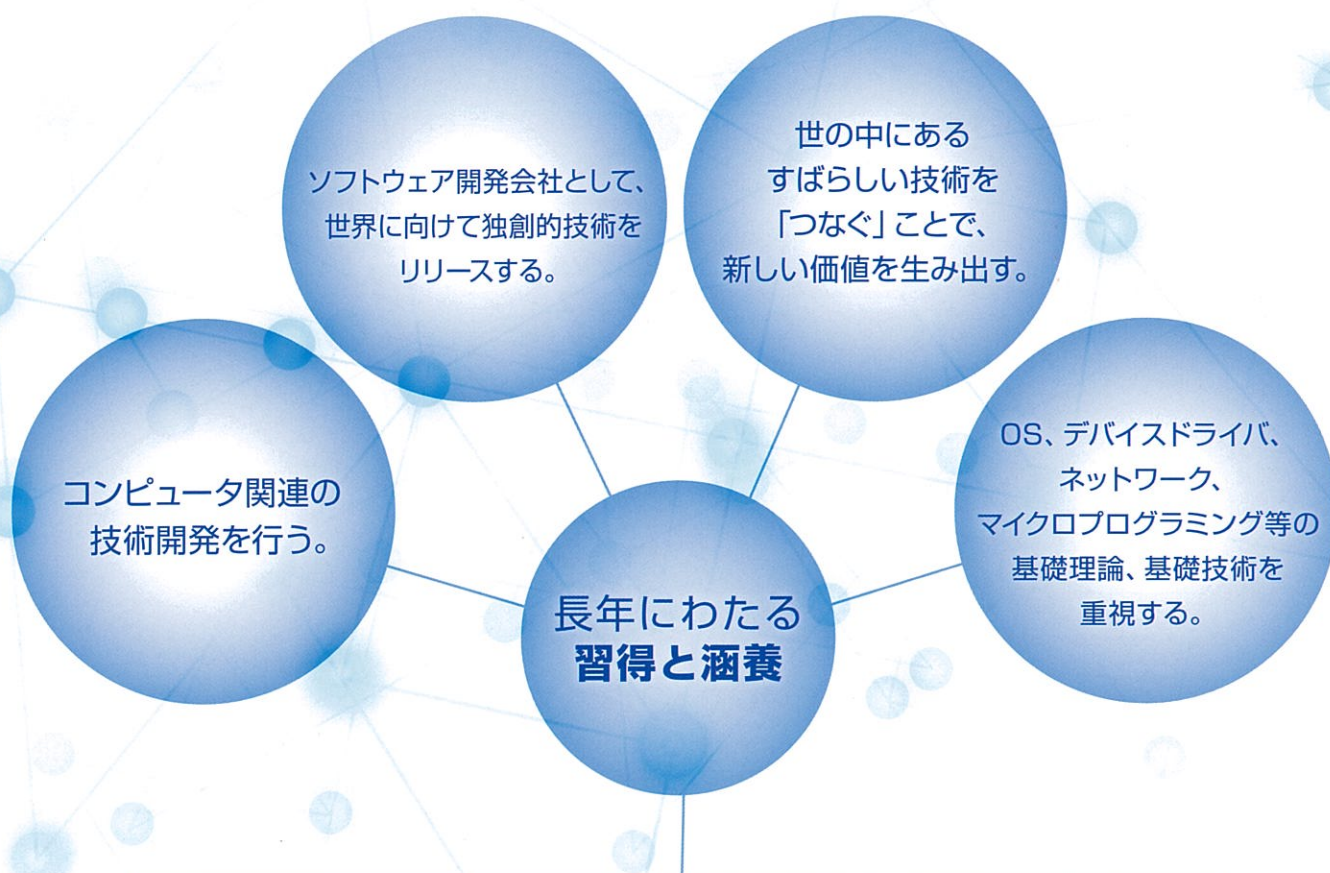 ソフトウェア開発会社として、
世界に向けて独創的技術を
リリースする。
世の中にある
すばらしい技術を
「つなぐ」ことで、
新しい価値を生み出す。
コンピュータ関連の
技術開発を行う。
OS、デバイスドライバ、
ネットワーク、
マイクロプログラミング等の
基礎理論、基礎技術を
重視する。
長年にわたる
習得と涵養